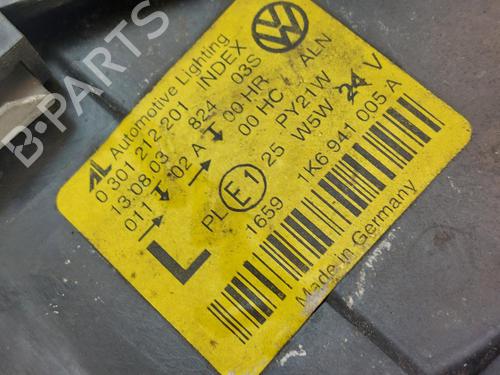 AL Automotive Lighting
0 301 212-201 INDEX
13.08.03 824 03S
011 02 A 00 HR ALN
00 HC
PL E1 25 PY21W
W5W 24 V
1659 1K6 941 005 A
L
Made in Germany
VW
B-PARTS